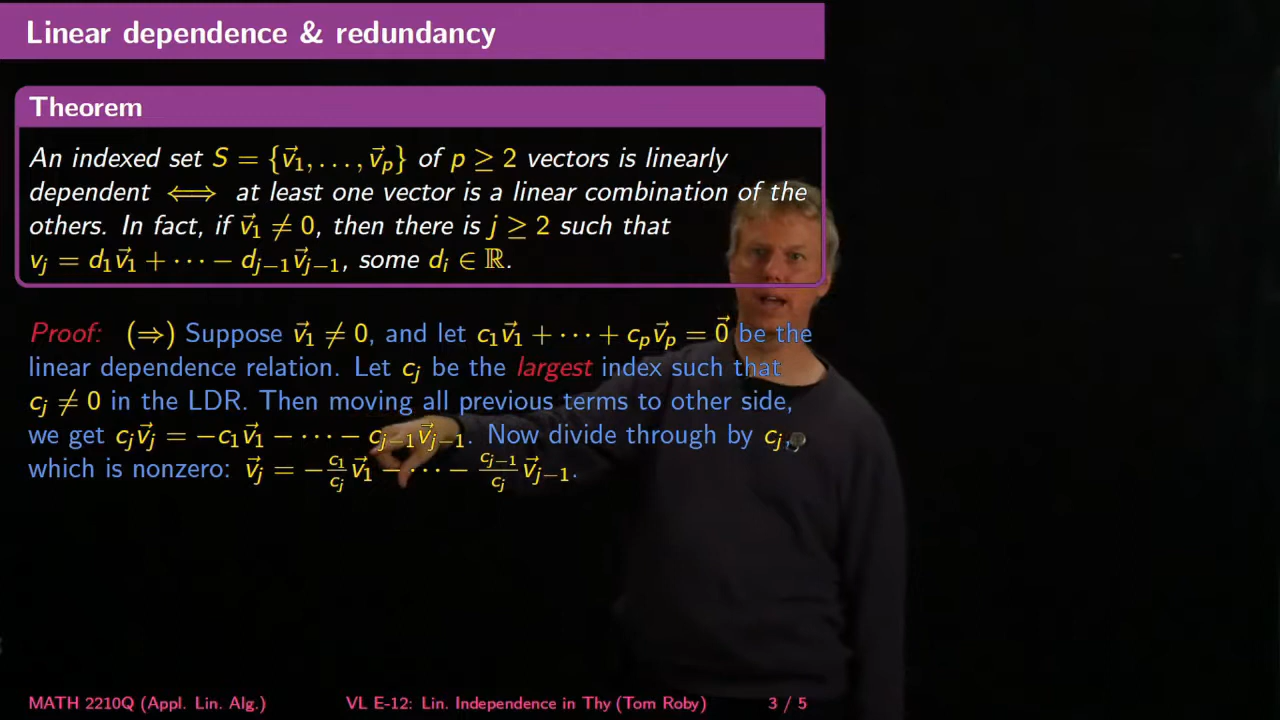 Linear dependence & redundancy
Theorem
An indexed set S = {v⃗₁, . . . , v⃗ₚ} of p ≥ 2 vectors is linearly
dependent ⟺ at least one vector is a linear combination of the
others. In fact, if v⃗₁ ≠ 0, then there is j ≥ 2 such that
vⱼ = d₁v⃗₁ + · · · − dⱼ₋₁v⃗ⱼ₋₁, some dᵢ ∈ ℝ.
Proof: (⇒) Suppose v⃗₁ ≠ 0, and let c₁v⃗₁ + · · · + cₚv⃗ₚ = 0⃗ be the
linear dependence relation. Let cⱼ be the largest index such that
cⱼ ≠ 0 in the LDR. Then moving all previous terms to other side,
we get cⱼv⃗ⱼ = −c₁v⃗₁ − · · · − cⱼ₋₁v⃗ⱼ₋₁. Now divide through by cⱼ,
which is nonzero: v⃗ⱼ = −c₁/cⱼ v⃗₁ − · · · − cⱼ₋₁/cⱼ v⃗ⱼ₋₁.
MATH 2210Q (Appl. Lin. Alg.) VL E-12: Lin. Independence in Thy (Tom Roby) 3 / 5